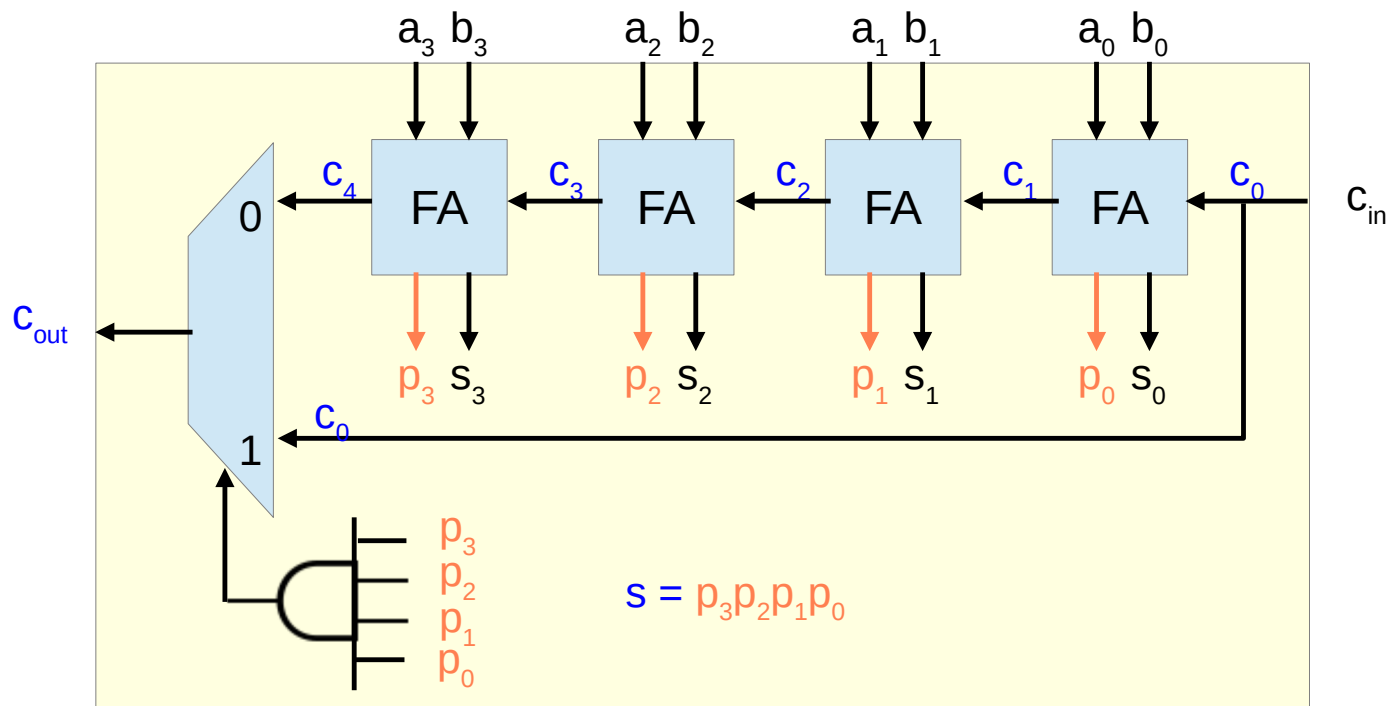 a₃ b₃ a₂ b₂ a₁ b₁ a₀ b₀
c₄ FA c₃ FA c₂ FA c₁ FA c₀ cᵢₙ
0
cₒᵤₜ
p₃ s₃ p₂ s₂ p₁ s₁ p₀ s₀
c₀
1
p₃
p₂
s = p₃p₂p₁p₀
p₁
p₀